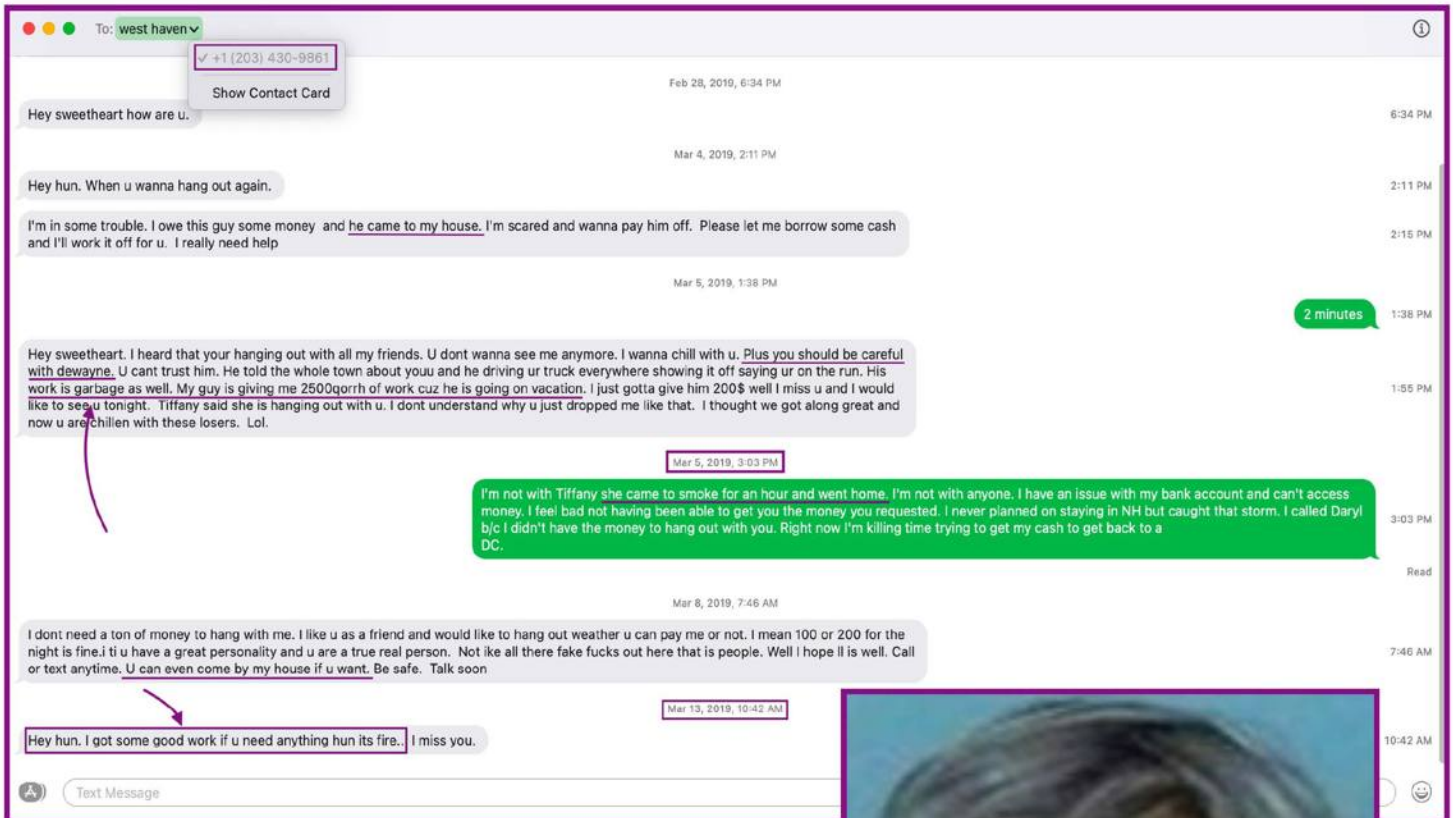 To: west haven
✓ +1 (203) 430-9861
Show Contact Card
Feb 28, 2019, 6:34 PM
Hey sweetheart how are u.
6:34 PM
Mar 4, 2019, 2:11 PM
Hey hun. When u wanna hang out again.
2:11 PM
I'm in some trouble. I owe this guy some money and he came to my house. I'm scared and wanna pay him off. Please let me borrow some cash
and I'll work it off for u. I really need help
2:15 PM
Mar 5, 2019, 1:38 PM
2 minutes
1:38 PM
Hey sweetheart. I heard that your hanging out with all my friends. U dont wanna see me anymore. I wanna chill with u. Plus you should be careful
with dewayne. U cant trust him. He told the whole town about youu and he driving ur truck everywhere showing it off saying ur on the run. His
work is garbage as well. My guy is giving me 2500qorrh of work cuz he is going on vacation. I just gotta give him 200$ well I miss u and I would
like to see u tonight. Tiffany said she is hanging out with u. I dont understand why u just dropped me like that. I thought we got along great and
now u are chillen with these losers. Lol.
1:55 PM
Mar 5, 2019, 3:03 PM
I'm not with Tiffany she came to smoke for an hour and went home. I'm not with anyone. I have an issue with my bank account and can't access
money. I feel bad not having been able to get you the money you requested. I never planned on staying in NH but caught that storm. I called Daryl
b/c I didn't have the money to hang out with you. Right now I'm killing time trying to get my cash to get back to a
DC.
3:03 PM
Read
Mar 8, 2019, 7:46 AM
I dont need a ton of money to hang with me. I like u as a friend and would like to hang out weather u can pay me or not. I mean 100 or 200 for the
night is fine.i ti u have a great personality and u are a true real person. Not ike all there fake fucks out here that is people. Well I hope ll is well. Call
or text anytime. U can even come by my house if u want. Be safe. Talk soon
7:46 AM
Mar 13, 2019, 10:42 AM
Hey hun. I got some good work if u need anything hun its fire.. I miss you.
10:42 AM
Text Message